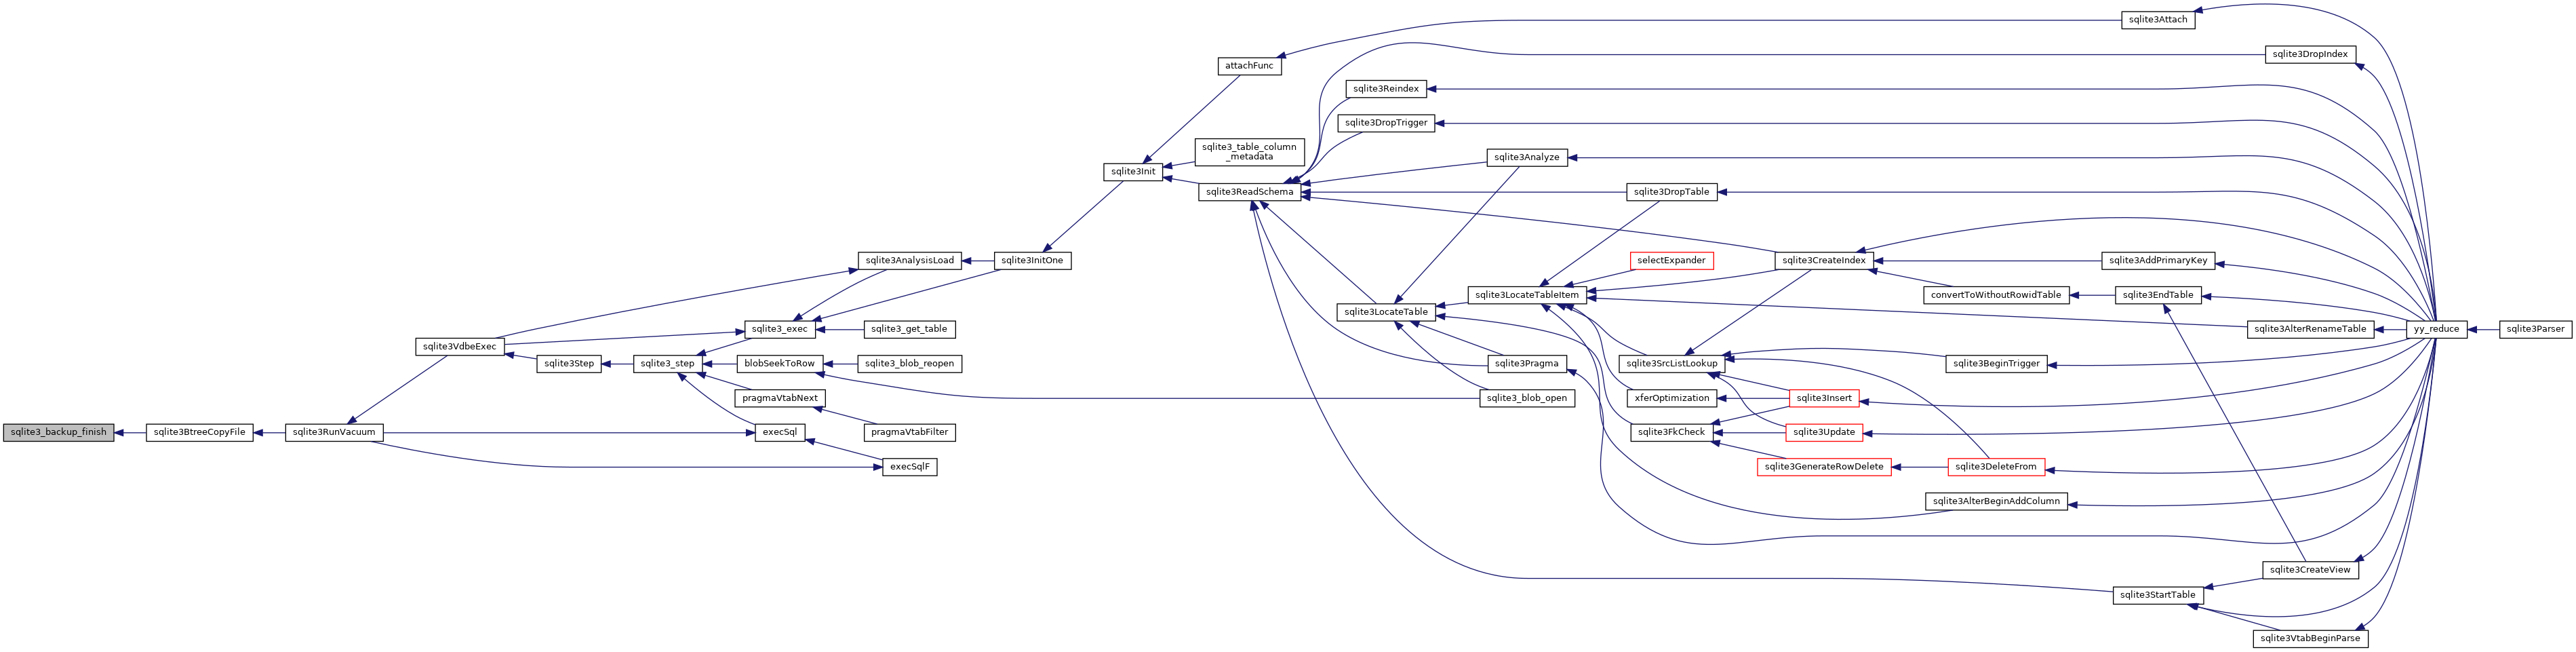 sqlite3_backup_finish
sqlite3BtreeCopyFile
sqlite3RunVacuum
sqlite3VdbeExec
sqlite3Step
sqlite3_step
sqlite3AnalysisLoad
sqlite3_exec
sqlite3_get_table
blobSeekToRow
sqlite3_blob_reopen
pragmaVtabNext
pragmaVtabFilter
execSql
execSqlF
sqlite3InitOne
sqlite3Init
attachFunc
sqlite3_table_column
_metadata
sqlite3ReadSchema
sqlite3Reindex
sqlite3DropTrigger
sqlite3Analyze
sqlite3DropTable
sqlite3LocateTable
sqlite3LocateTableItem
selectExpander
sqlite3Pragma
sqlite3_blob_open
sqlite3SrcListLookup
xferOptimization
sqlite3FkCheck
sqlite3CreateIndex
sqlite3Insert
sqlite3Update
sqlite3GenerateRowDelete
sqlite3DeleteFrom
sqlite3BeginTrigger
sqlite3AlterBeginAddColumn
convertToWithoutRowidTable
sqlite3AddPrimaryKey
sqlite3EndTable
sqlite3AlterRenameTable
sqlite3Attach
sqlite3DropIndex
sqlite3CreateView
sqlite3StartTable
sqlite3VtabBeginParse
yy_reduce
sqlite3Parser